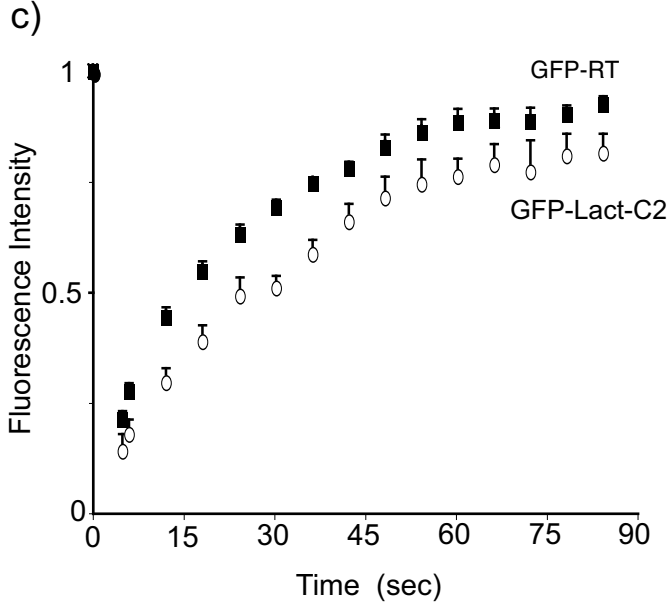 c)
1
GFP-RT
GFP-Lact-C2
0.5
Fluorescence Intensity
0
0 15 30 45 60 75 90
Time (sec)